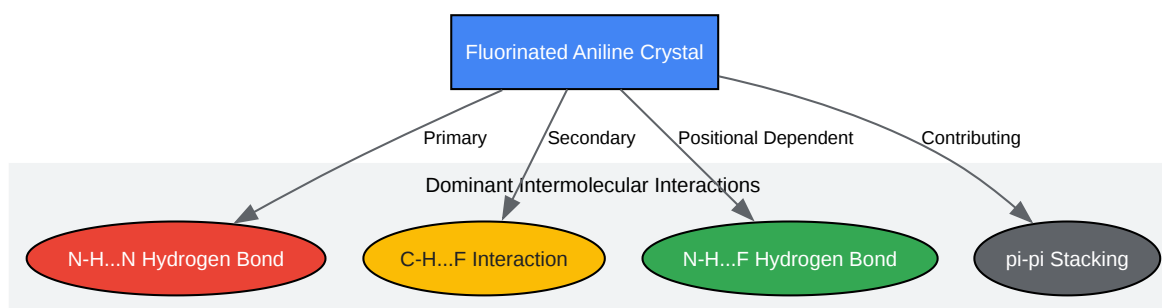 Fluorinated Aniline Crystal
Primary
Secondary
Positional Dependent
Contributing
Dominant Intermolecular Interactions
N-H...N Hydrogen Bond
C-H...F Interaction
N-H...F Hydrogen Bond
pi-pi Stacking